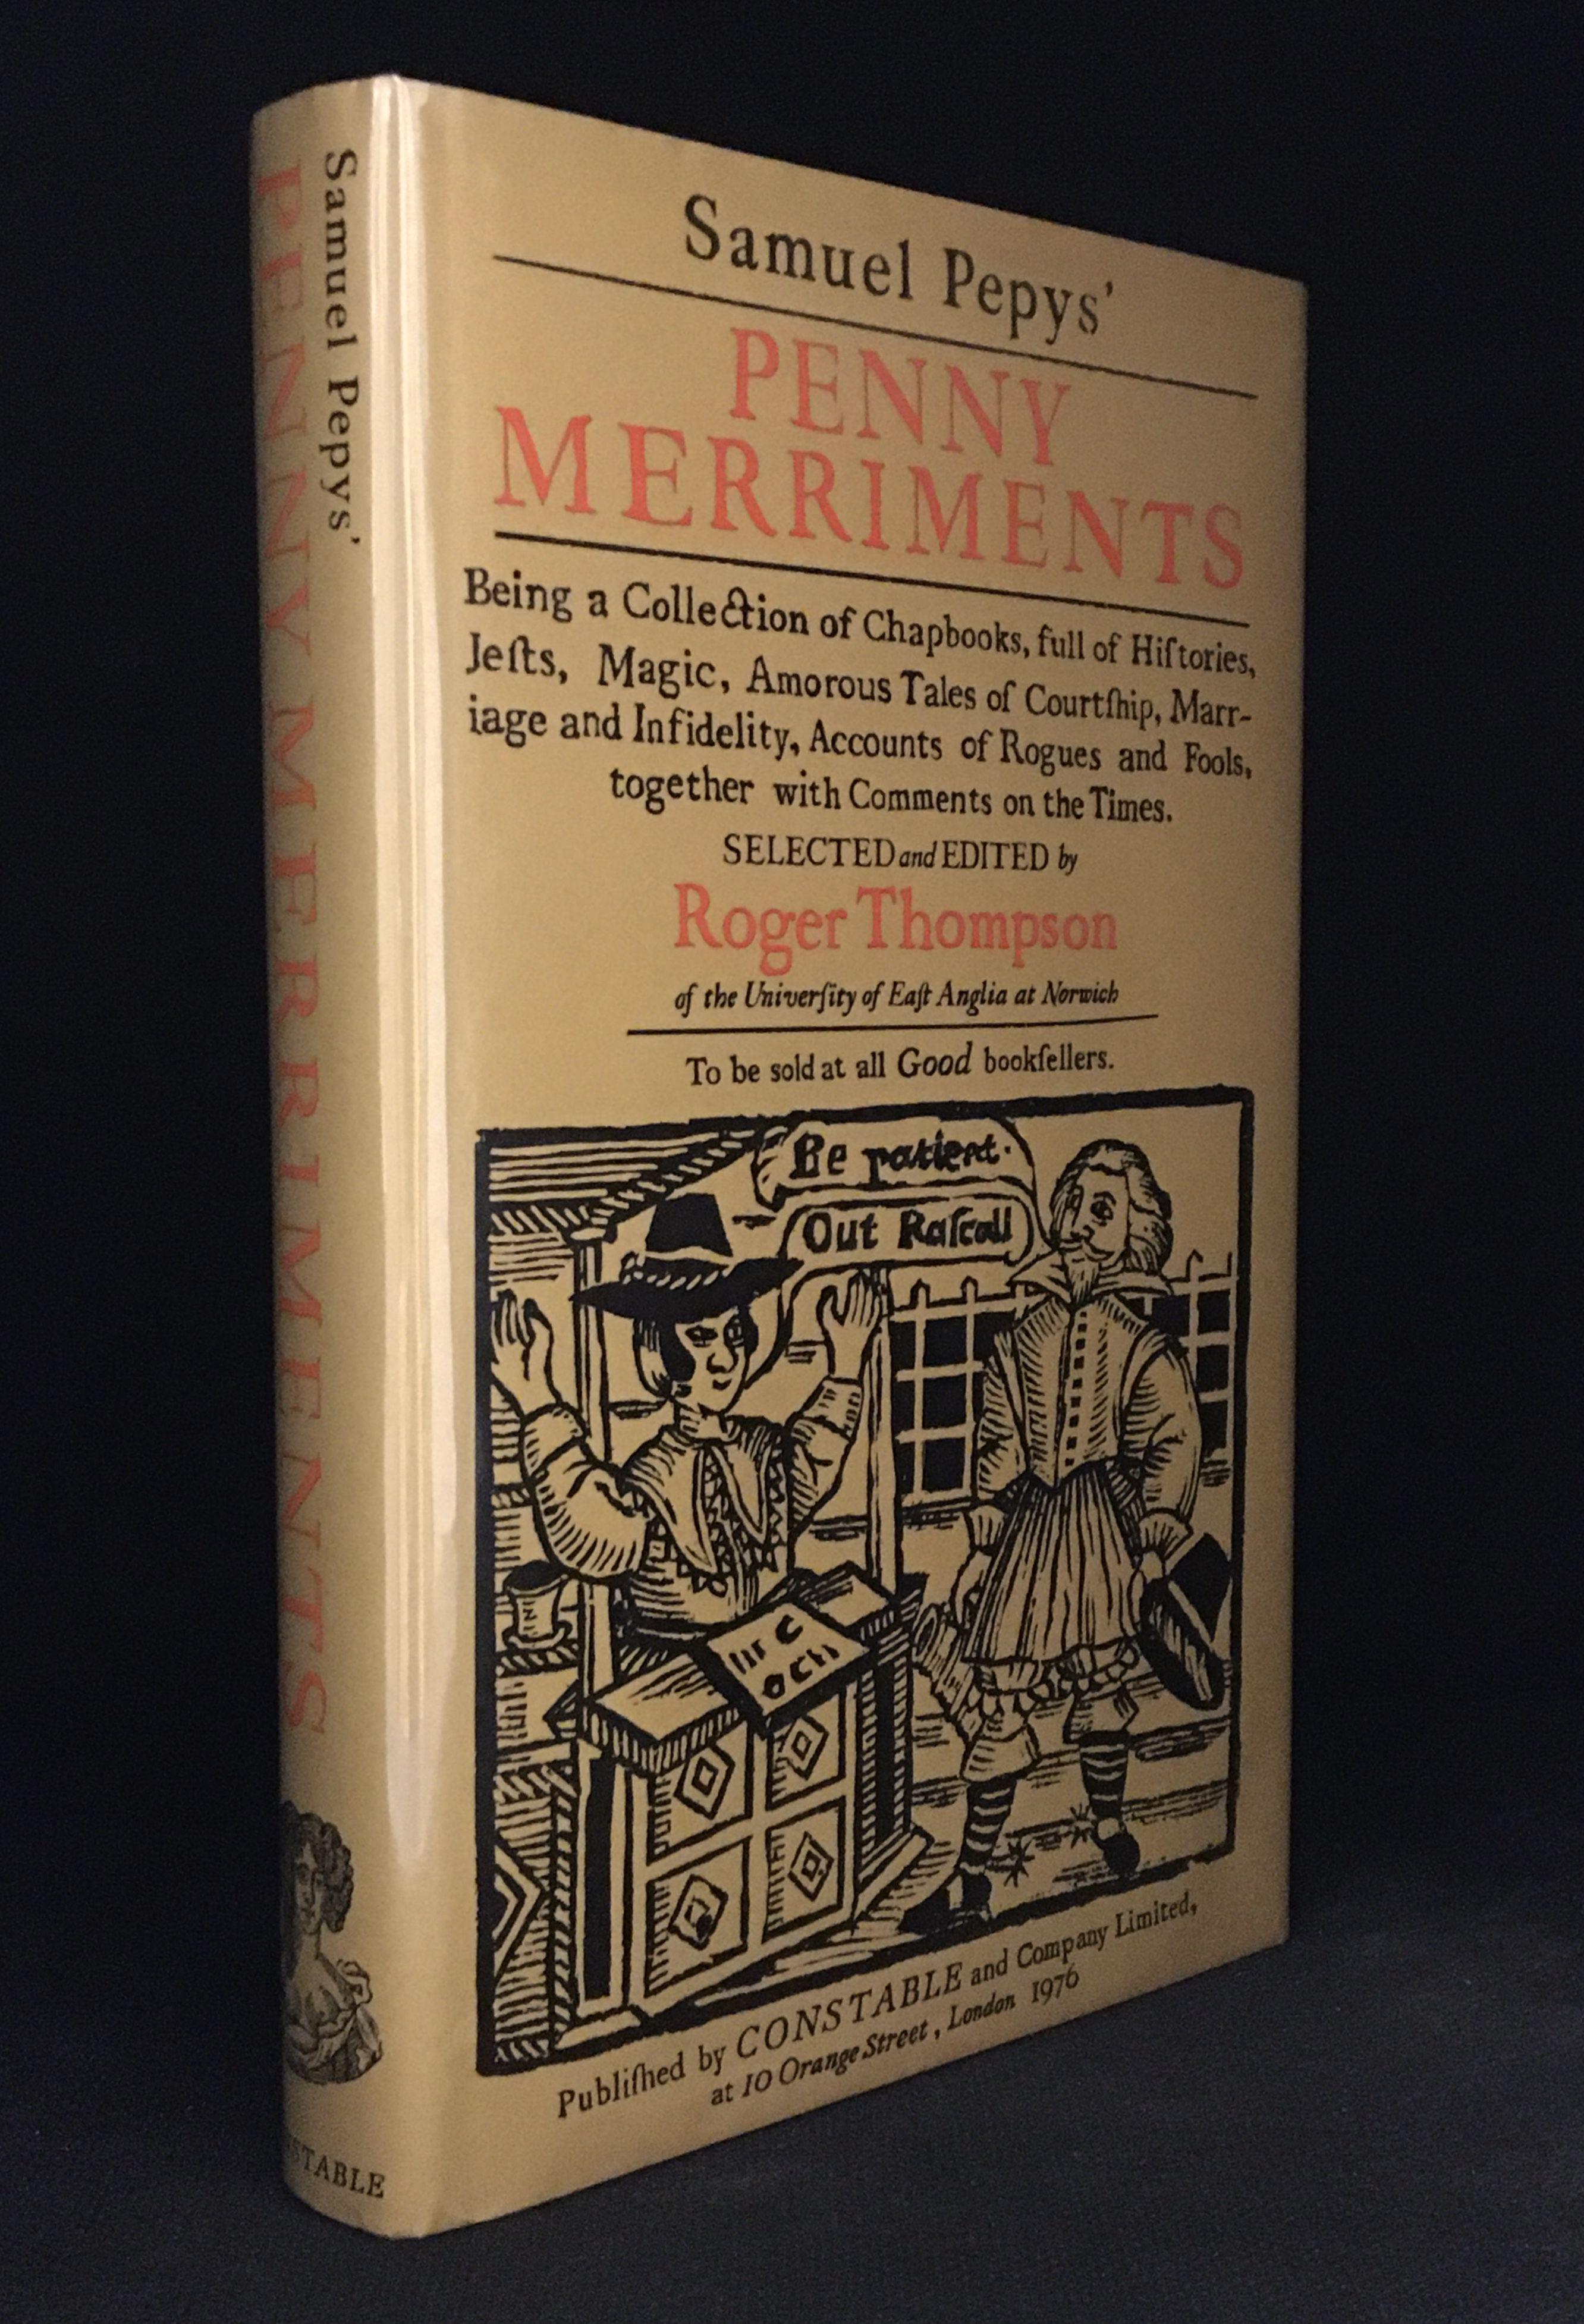 Samuel Pepys'
PENNY MERRIMENTS
STABLE
Samuel Pepys'
PENNY
MERRIMENTS
Being a Collection of Chapbooks, full of Hiſtories,
Jeſts, Magic, Amorous Tales of Courtſhip, Marr-
iage and Infidelity, Accounts of Rogues and Fools,
together with Comments on the Times.
SELECTED and EDITED by
Roger Thompson
of the Univerſity of Eaſt Anglia at Norwich
To be sold at all Good bookſellers.
Be patient.
Out Raſcall
Publiſhed by CONSTABLE and Company Limited,
at 10 Orange Street, London 1976